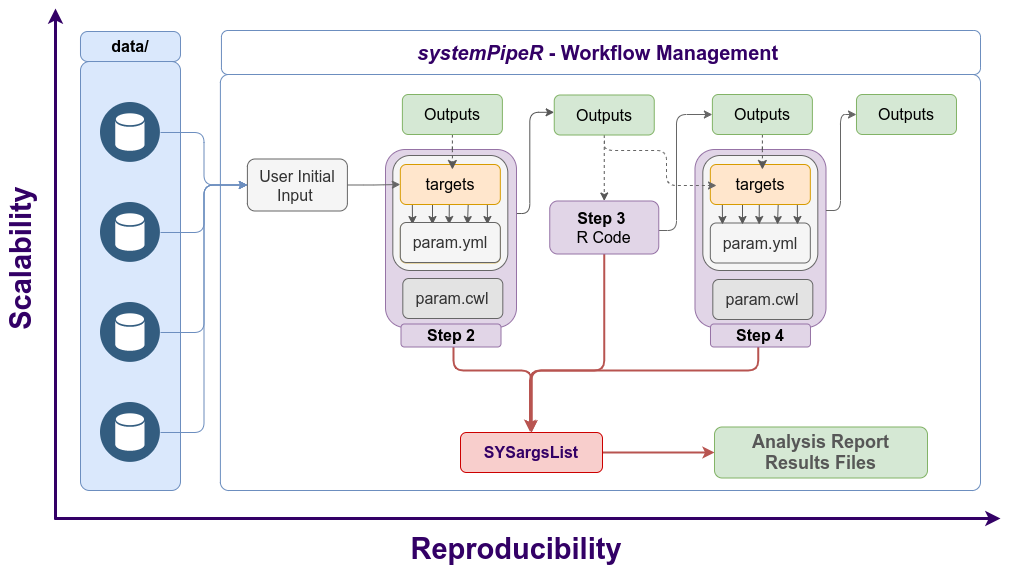 data/
systemPipeR - Workflow Management
Outputs
Outputs
Outputs
Outputs
User Initial
Input
targets
param.yml
param.cwl
Step 2
Step 3
R Code
targets
param.yml
param.cwl
Step 4
SYSargsList
Analysis Report
Results Files
Scalability
Reproducibility